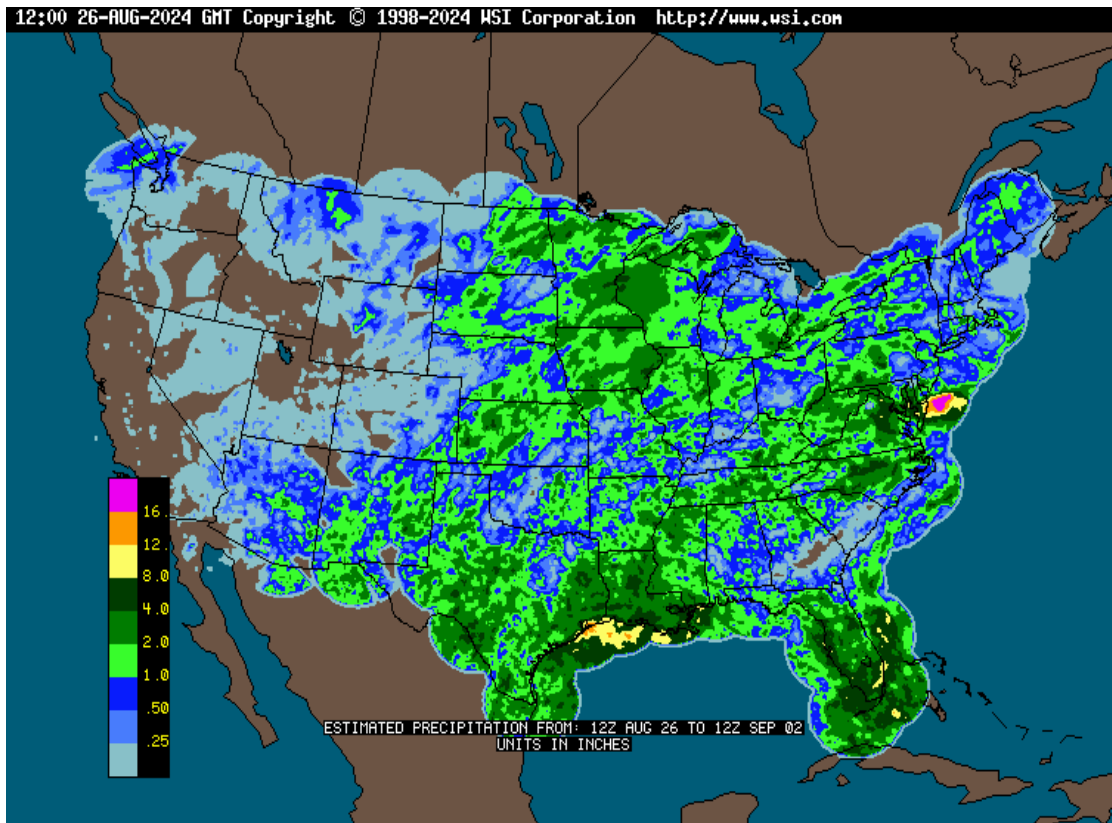 12:00 26-AUG-2024 GMT Copyright © 1998-2024 WSI Corporation http://www.wsi.com
16.
12.
8.0
4.0
2.0
1.0
.50
.25
ESTIMATED PRECIPITATION FROM: 12Z AUG 26 TO 12Z SEP 02
UNITS IN INCHES